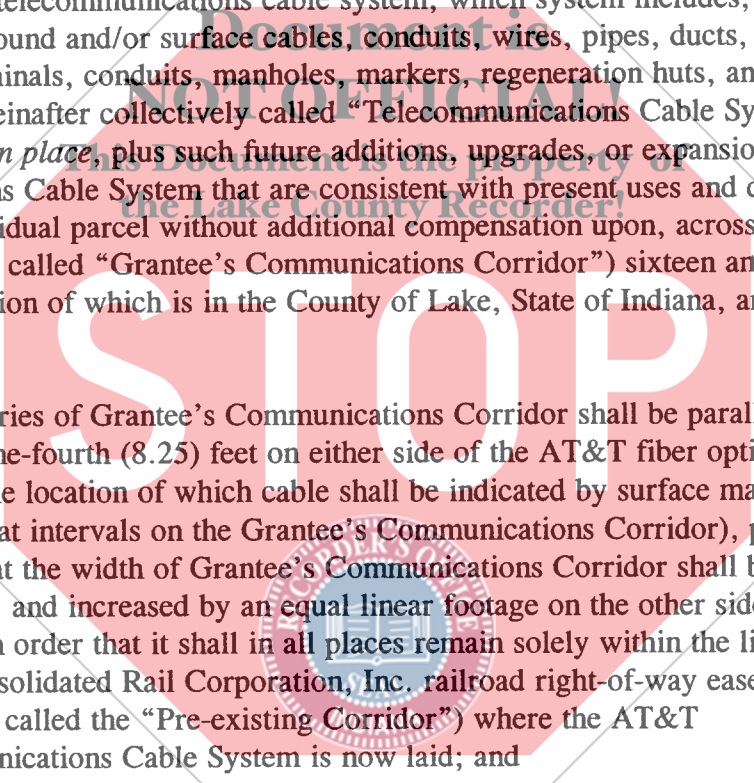 telecommunications cable system, which system includes,
ound and/or surface cables, conduits, wires, pipes, ducts,
ninals, conduits, manholes, markers, regeneration huts, an
einafter collectively called “Telecommunications Cable Sy
n place, plus such future additions, upgrades, or expansio
ns Cable System that are consistent with present uses and c
idual parcel without additional compensation upon, across
called “Grantee’s Communications Corridor”) sixteen an
ion of which is in the County of Lake, State of Indiana, a
ries of Grantee’s Communications Corridor shall be parall
ne-fourth (8.25) feet on either side of the AT&T fiber opti
e location of which cable shall be indicated by surface ma
at intervals on the Grantee’s Communications Corridor), p
at the width of Grantee’s Communications Corridor shall b
and increased by an equal linear footage on the other side
n order that it shall in all places remain solely within the li
solidated Rail Corporation, Inc. railroad right-of-way ease
called the “Pre-existing Corridor”) where the AT&T
nications Cable System is now laid; and
Document is
NOT OFFICIAL!
This Document is the property of
the Lake County Recorder!
STOP
RECORDER'S OF
SEAL